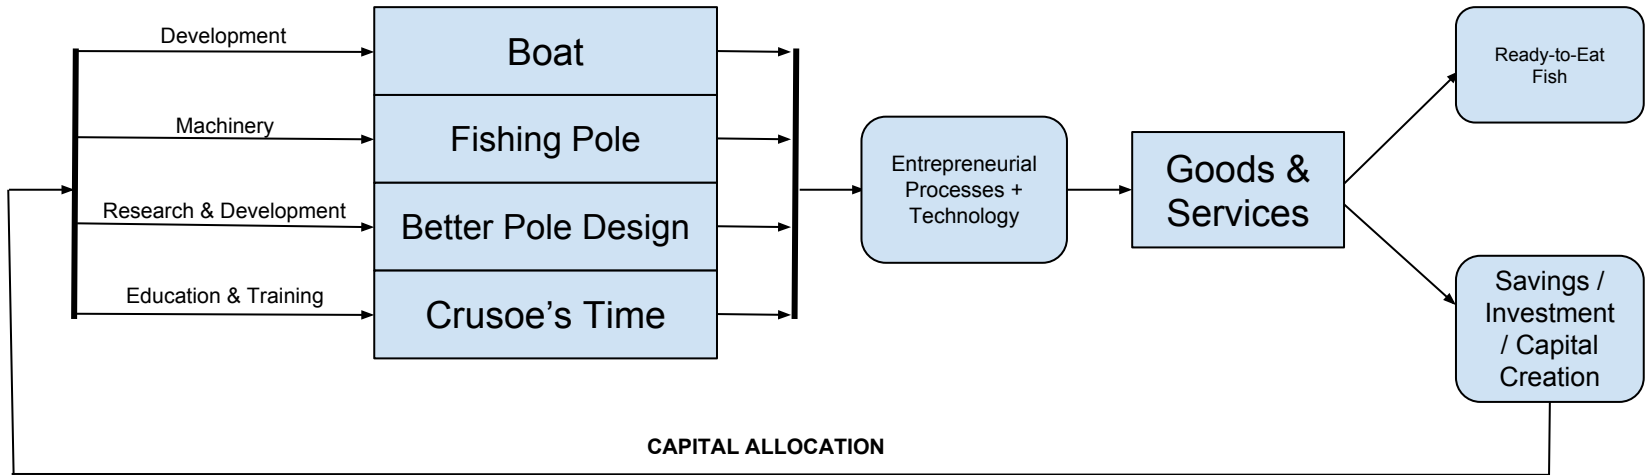 Development
Boat
Machinery
Fishing Pole
Research & Development
Better Pole Design
Education & Training
Crusoe’s Time
Entrepreneurial
Processes +
Technology
Goods &
Services
Ready-to-Eat
Fish
Savings /
Investment
/ Capital
Creation
CAPITAL ALLOCATION